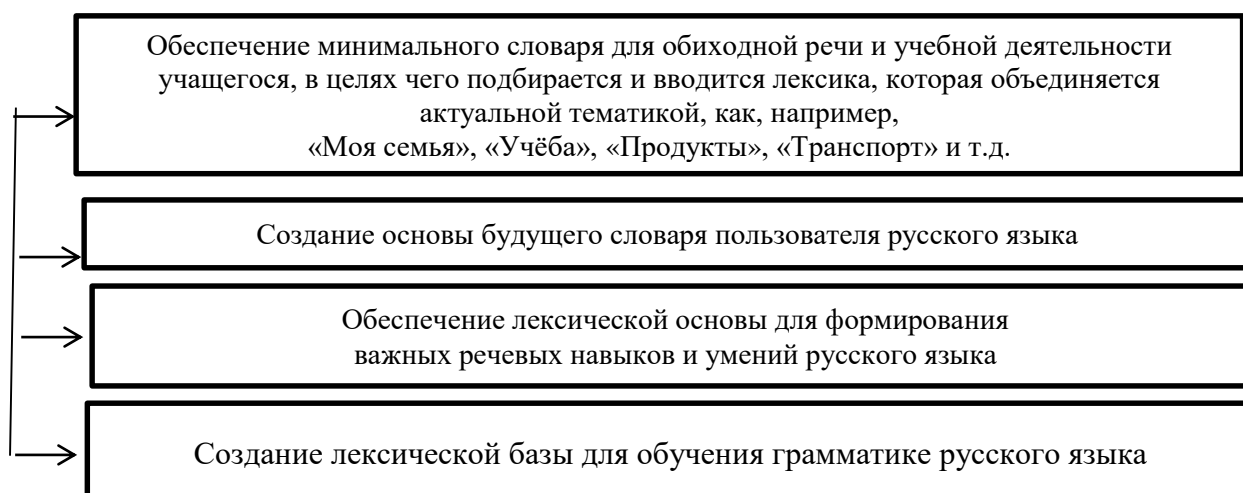 Обеспечение минимального словаря для обиходной речи и учебной деятельности
учащегося, в целях чего подбирается и вводится лексика, которая объединяется
актуальной тематикой, как, например,
«Моя семья», «Учёба», «Продукты», «Транспорт» и т.д.
Создание основы будущего словаря пользователя русского языка
Обеспечение лексической основы для формирования
важных речевых навыков и умений русского языка
Создание лексической базы для обучения грамматике русского языка